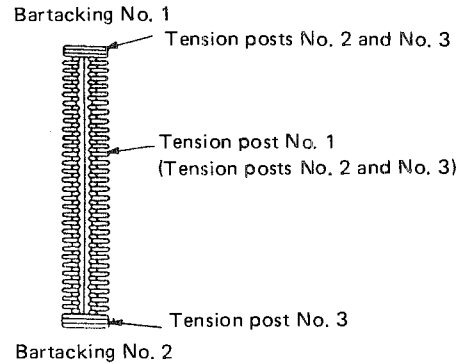 Bartacking No. 1
Tension posts No. 2 and No. 3
Tension post No. 1
(Tension posts No. 2 and No. 3)
Tension post No. 3
Bartacking No. 2